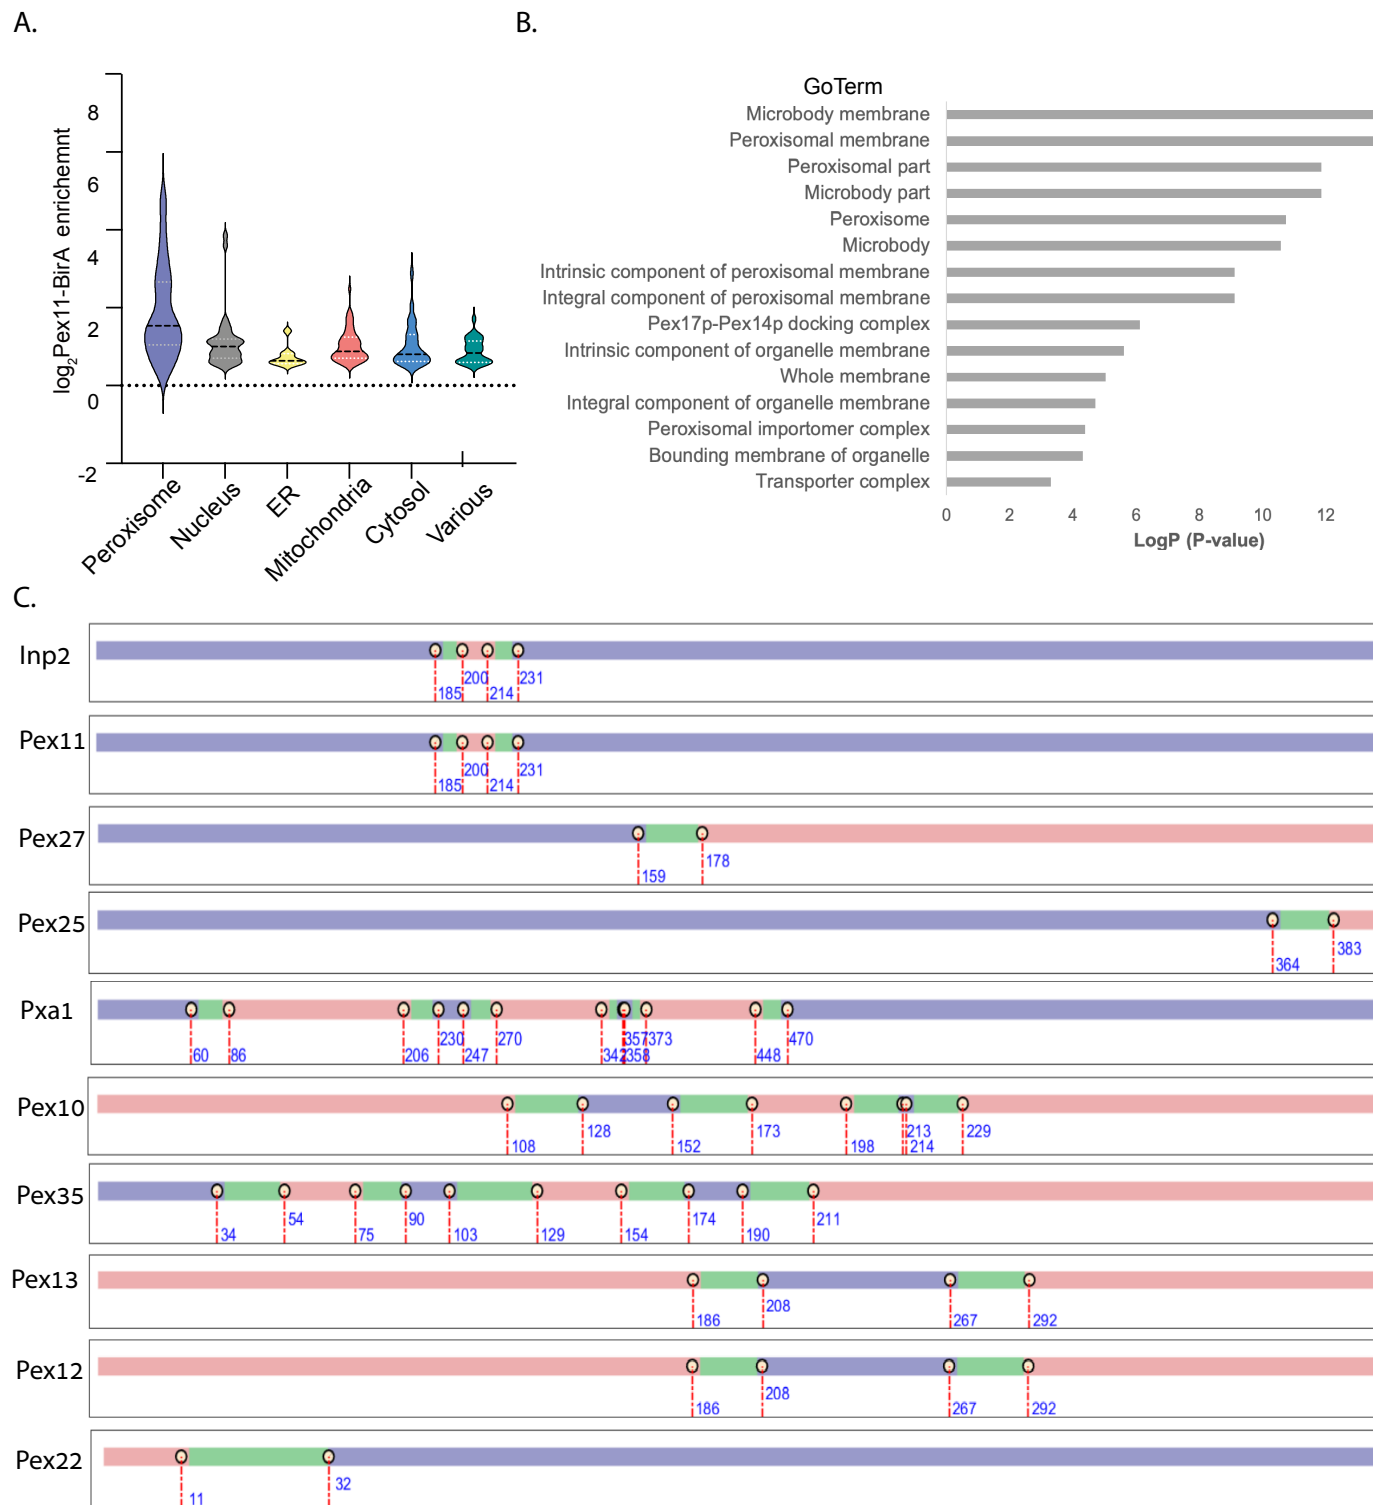 A.
B.
8
6
4
2
0
-2
log2Pex11-BirA enrichemnt
Peroxisome
Nucleus
ER
Mitochondria
Cytosol
Various
GoTerm
Microbody membrane
Peroxisomal membrane
Peroxisomal part
Microbody part
Peroxisome
Microbody
Intrinsic component of peroxisomal membrane
Integral component of peroxisomal membrane
Pex17p-Pex14p docking complex
Intrinsic component of organelle membrane
Whole membrane
Integral component of organelle membrane
Peroxisomal importomer complex
Bounding membrane of organelle
Transporter complex
0 2 4 6 8 10 12
LogP (P-value)
C.
Inp2
200 231
185 214
Pex11
200 231
185 214
Pex27
178
159
Pex25
383
364
Pxa1
230 270 357 373 470
60 86 206 247 342 358 448
Pex10
128 173 213 229
108 152 198 214
Pex35
54 90 174 211
34 75 103 129 154 190
Pex13
208
186 267 292
Pex12
208
186 267 292
Pex22
32
11